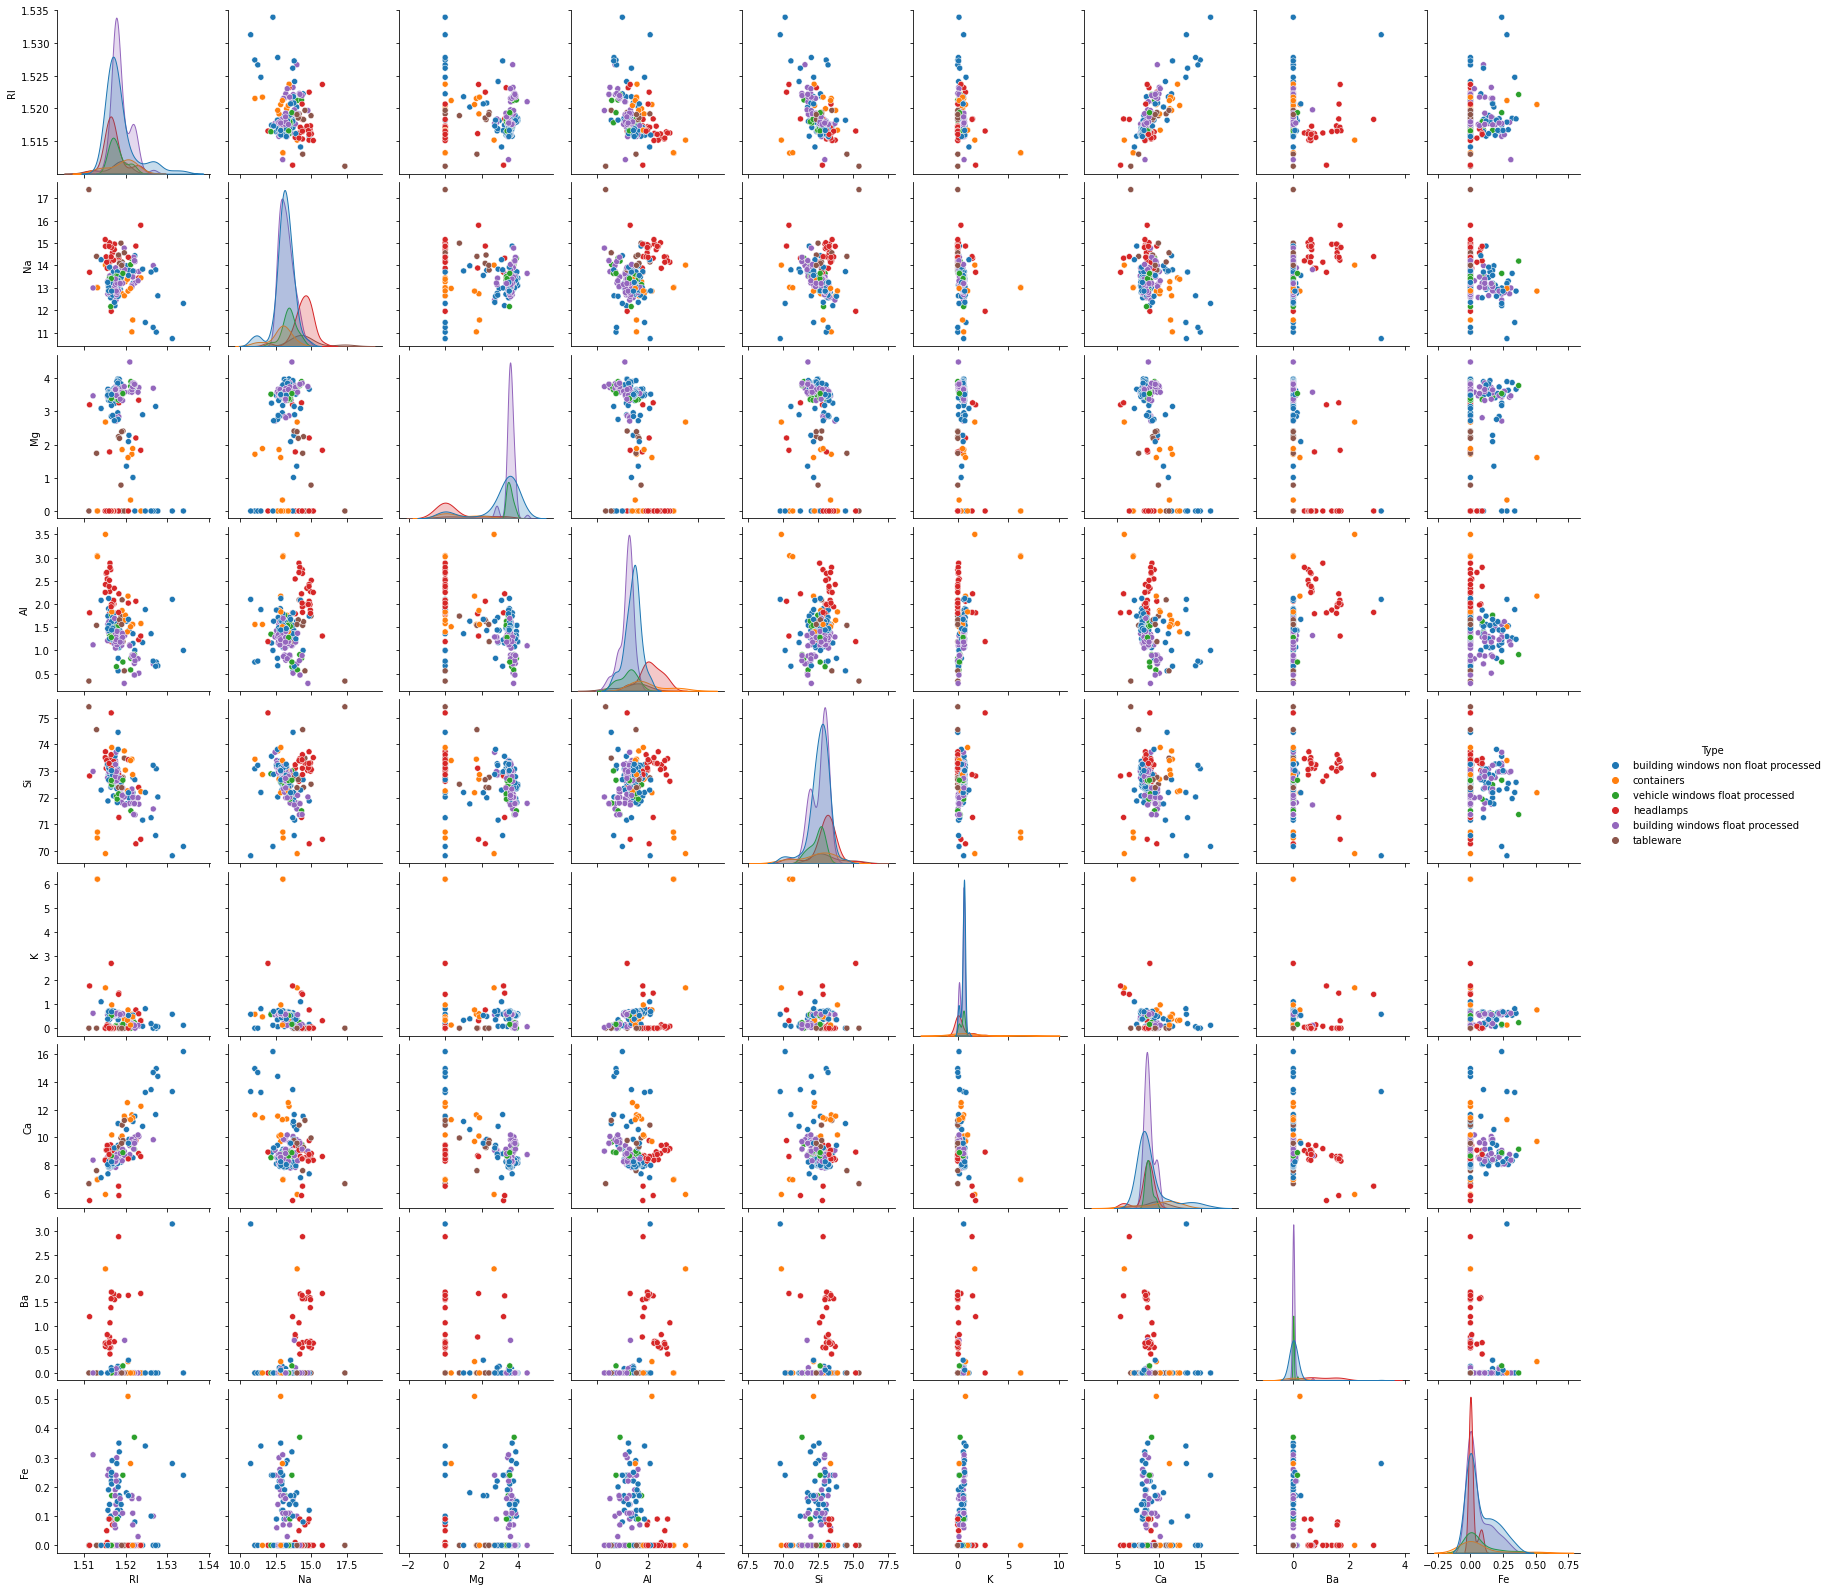 1.535
1.530
1.525
1.520
1.515
RI
17
16
15
14
13
12
11
Na
4
3
2
1
0
Mg
3.5
3.0
2.5
2.0
1.5
1.0
0.5
Al
75
74
73
72
71
70
Si
Type
building windows non float processed
containers
vehicle windows float processed
headlamps
building windows float processed
tableware
6
5
4
3
2
1
0
K
16
14
12
10
8
6
Ca
3.0
2.5
2.0
1.5
1.0
0.5
0.0
Ba
0.5
0.4
0.3
0.2
0.1
0.0
Fe
1.51 1.52 1.53 1.54
RI
10.0 12.5 15.0 17.5
Na
−2 0 2 4
Mg
0 2 4
Al
67.5 70.0 72.5 75.0 77.5
Si
0 5 10
K
5 10 15
Ca
0 2 4
Ba
−0.25 0.00 0.25 0.50 0.75
Fe